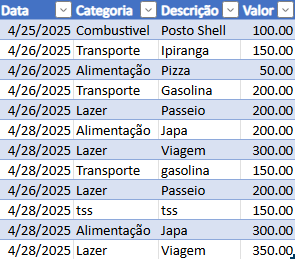 Data Categoria Descrição Valor
4/25/2025 Combustivel Posto Shell 100.00
4/26/2025 Transporte Ipiranga 150.00
4/26/2025 Alimentação Pizza 50.00
4/26/2025 Transporte Gasolina 200.00
4/26/2025 Lazer Passeio 200.00
4/28/2025 Alimentação Japa 200.00
4/28/2025 Lazer Viagem 300.00
4/28/2025 Transporte gasolina 150.00
4/26/2025 Lazer Passeio 200.00
4/28/2025 tss tss 150.00
4/28/2025 Alimentação Japa 300.00
4/28/2025 Lazer Viagem 350.00